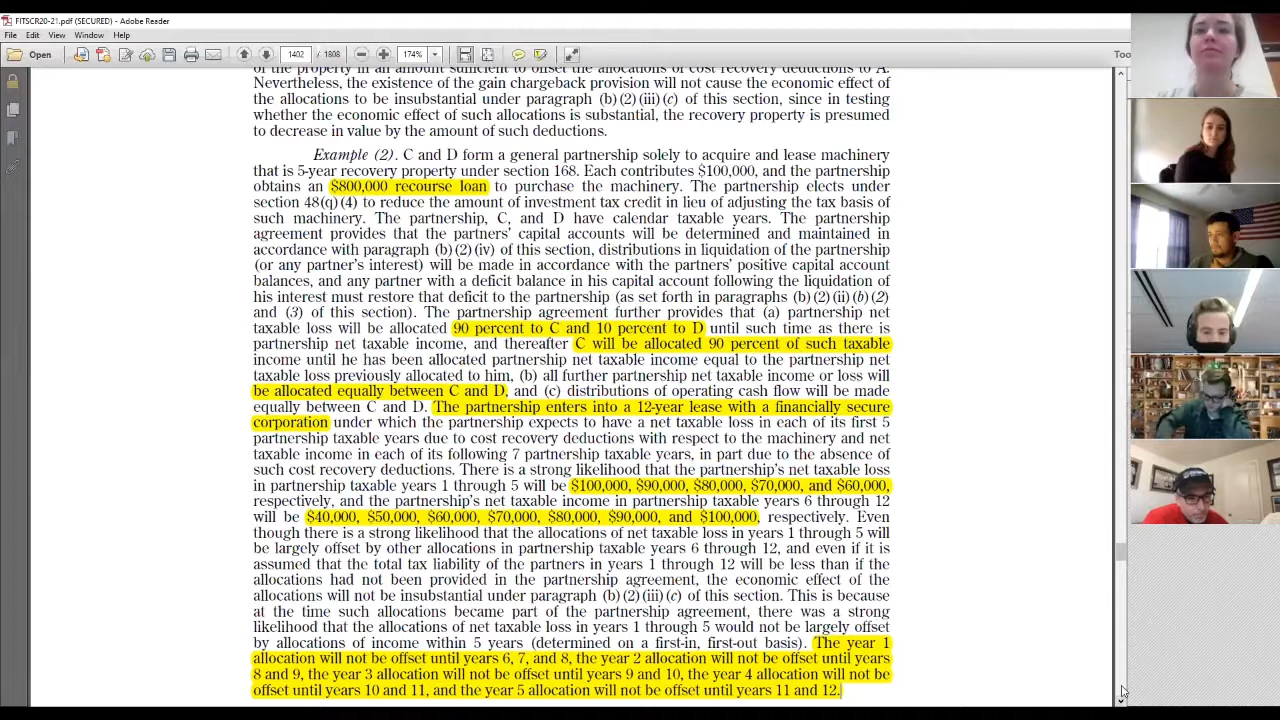 FITSCR20-21.pdf (SECURED) - Adobe Reader
File Edit View Window Help
Open 1402 / 1808 174% Too
of the property in an amount sufficient to offset the allocations of cost recovery deductions to A.
Nevertheless, the existence of the gain chargeback provision will not cause the economic effect of
the allocations to be insubstantial under paragraph (b)(2)(iii)(c) of this section, since in testing
whether the economic effect of such allocations is substantial, the recovery property is presumed
to decrease in value by the amount of such deductions.
Example (2). C and D form a general partnership solely to acquire and lease machinery
that is 5-year recovery property under section 168. Each contributes $100,000, and the partnership
obtains an $800,000 recourse loan to purchase the machinery. The partnership elects under
section 48(q)(4) to reduce the amount of investment tax credit in lieu of adjusting the tax basis of
such machinery. The partnership, C, and D have calendar taxable years. The partnership
agreement provides that the partners' capital accounts will be determined and maintained in
accordance with paragraph (b)(2)(iv) of this section, distributions in liquidation of the partnership
(or any partner's interest) will be made in accordance with the partners' positive capital account
balances, and any partner with a deficit balance in his capital account following the liquidation of
his interest must restore that deficit to the partnership (as set forth in paragraphs (b)(2)(ii)(b)(2)
and (3) of this section). The partnership agreement further provides that (a) partnership net
taxable loss will be allocated 90 percent to C and 10 percent to D until such time as there is
partnership net taxable income, and thereafter C will be allocated 90 percent of such taxable
income until he has been allocated partnership net taxable income equal to the partnership net
taxable loss previously allocated to him, (b) all further partnership net taxable income or loss will
be allocated equally between C and D, and (c) distributions of operating cash flow will be made
equally between C and D. The partnership enters into a 12-year lease with a financially secure
corporation under which the partnership expects to have a net taxable loss in each of its first 5
partnership taxable years due to cost recovery deductions with respect to the machinery and net
taxable income in each of its following 7 partnership taxable years, in part due to the absence of
such cost recovery deductions. There is a strong likelihood that the partnership's net taxable loss
in partnership taxable years 1 through 5 will be $100,000, $90,000, $80,000, $70,000, and $60,000,
respectively, and the partnership's net taxable income in partnership taxable years 6 through 12
will be $40,000, $50,000, $60,000, $70,000, $80,000, $90,000, and $100,000, respectively. Even
though there is a strong likelihood that the allocations of net taxable loss in years 1 through 5 will
be largely offset by other allocations in partnership taxable years 6 through 12, and even if it is
assumed that the total tax liability of the partners in years 1 through 12 will be less than if the
allocations had not been provided in the partnership agreement, the economic effect of the
allocations will not be insubstantial under paragraph (b)(2)(iii)(c) of this section. This is because
at the time such allocations became part of the partnership agreement, there was a strong
likelihood that the allocations of net taxable loss in years 1 through 5 would not be largely offset
by allocations of income within 5 years (determined on a first-in, first-out basis). The year 1
allocation will not be offset until years 6, 7, and 8, the year 2 allocation will not be offset until years
8 and 9, the year 3 allocation will not be offset until years 9 and 10, the year 4 allocation will not be
offset until years 10 and 11, and the year 5 allocation will not be offset until years 11 and 12.